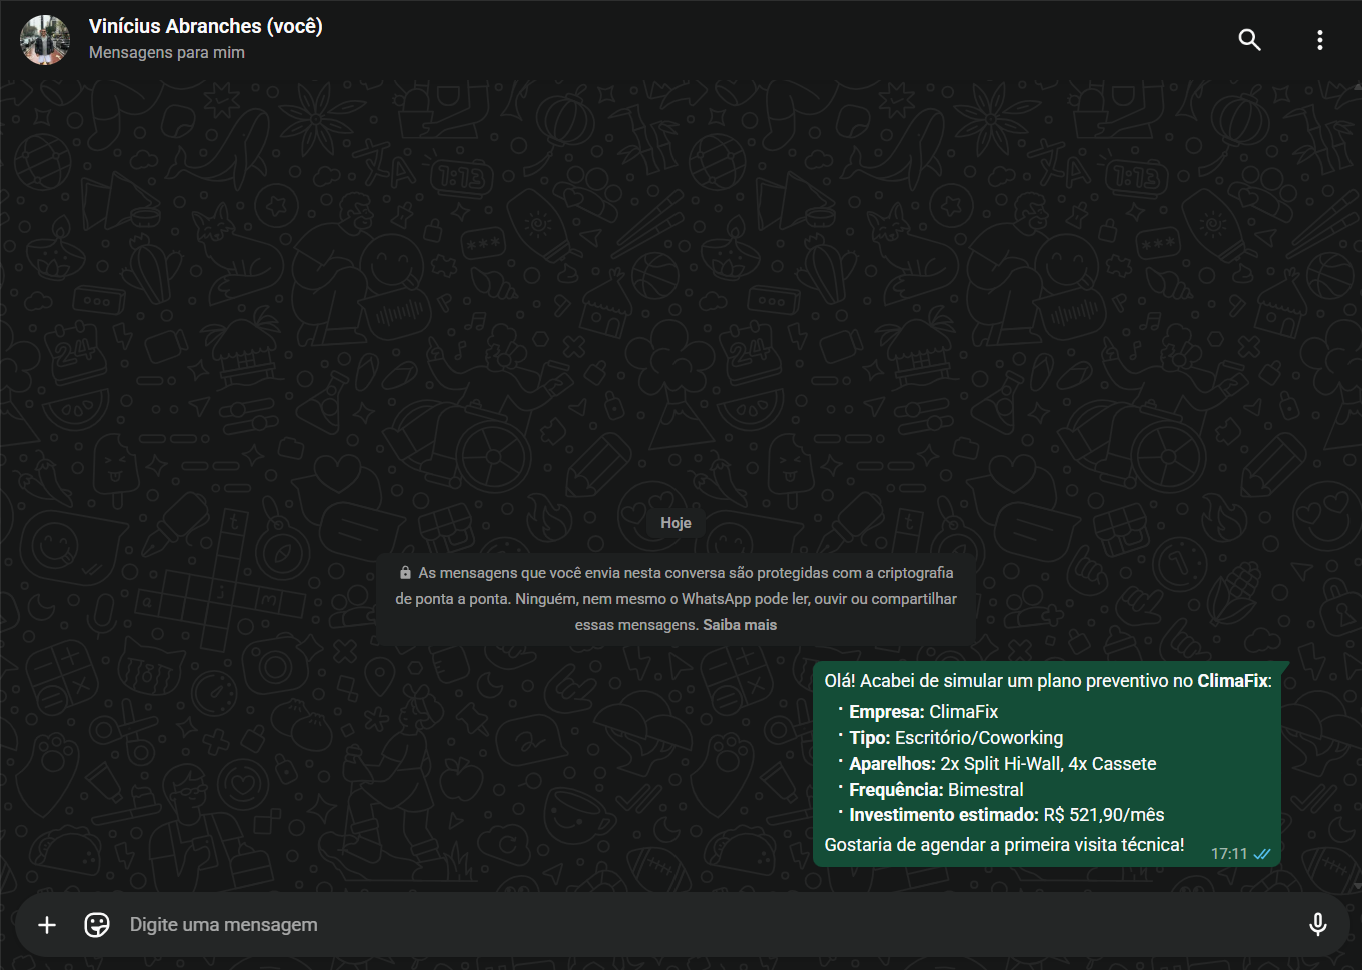 Vinícius Abranches (você)
Mensagens para mim
Hoje
As mensagens que você envia nesta conversa são protegidas com a criptografia
de ponta a ponta. Ninguém, nem mesmo o WhatsApp pode ler, ouvir ou compartilhar
essas mensagens. Saiba mais
Olá! Acabei de simular um plano preventivo no ClimaFix:
• Empresa: ClimaFix
• Tipo: Escritório/Coworking
• Aparelhos: 2x Split Hi-Wall, 4x Cassete
• Frequência: Bimestral
• Investimento estimado: R$ 521,90/mês
Gostaria de agendar a primeira visita técnica!
17:11
Digite uma mensagem